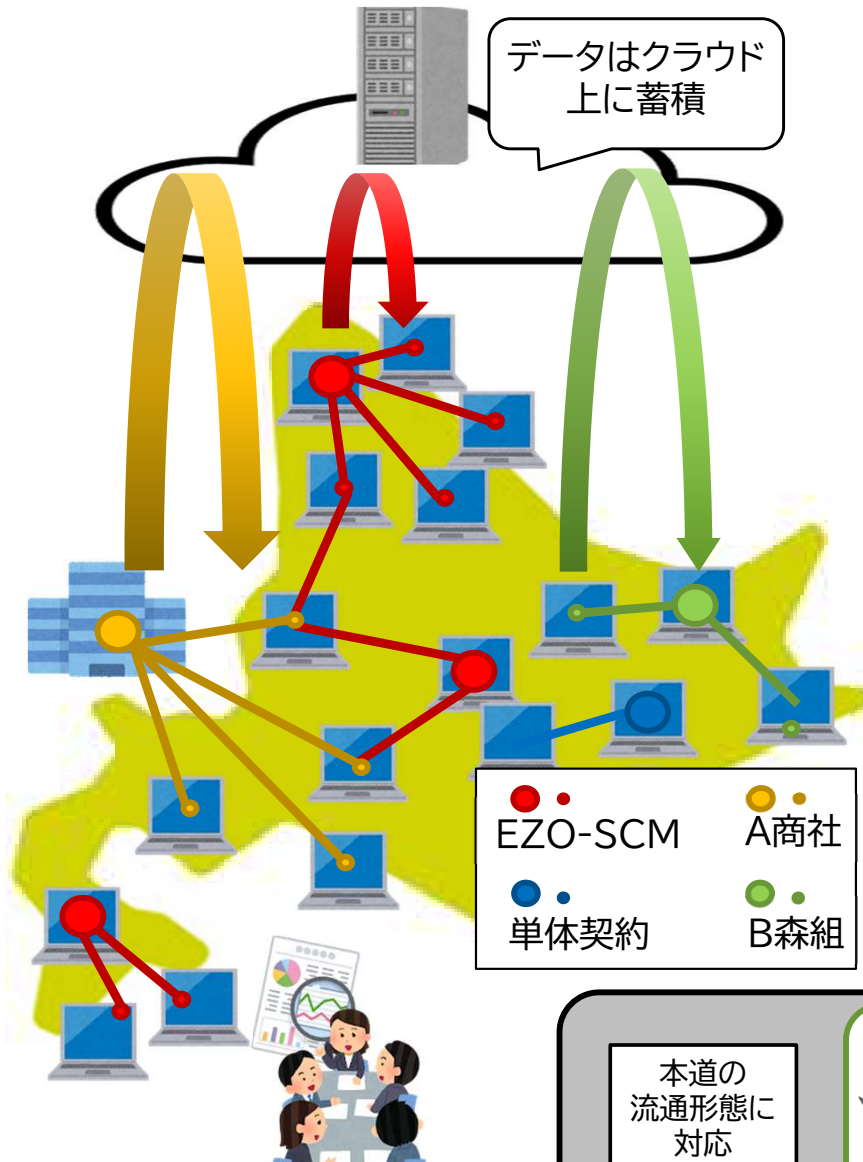 データはクラウド
上に蓄積
EZO-SCM
A商社
単体契約
B森組
本道の
流通形態に
対応